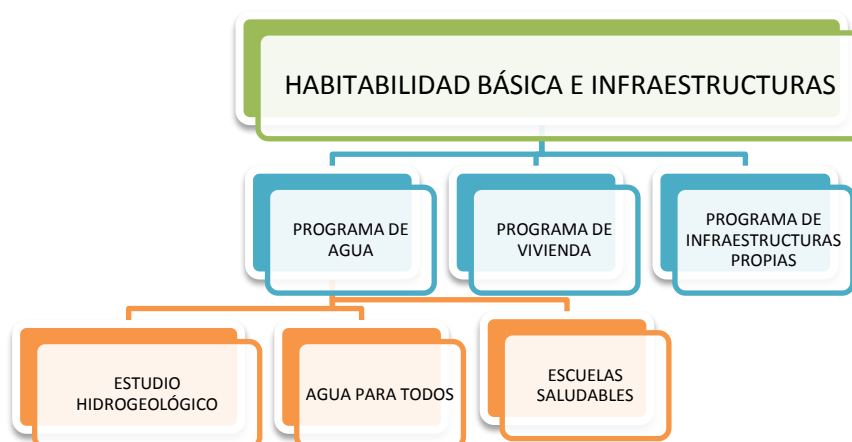 HABITABILIDAD BÁSICA E INFRAESTRUCTURAS
PROGRAMA DE
AGUA
PROGRAMA DE
VIVIENDA
PROGRAMA DE
INFRAESTRUCTURAS
PROPIAS
ESTUDIO
HIDROGEOLÓGICO
AGUA PARA TODOS
ESCUELAS
SALUDABLES